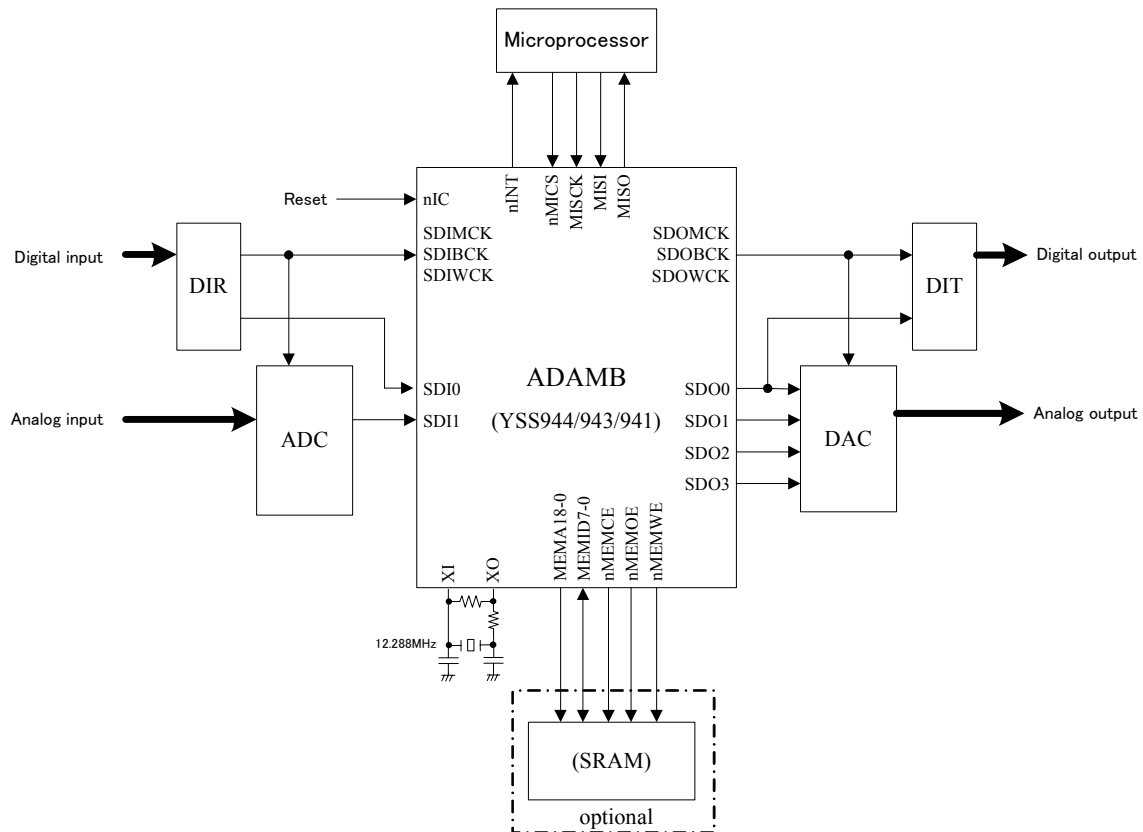 Microprocessor
nINT
nMICS
MISCK
MISI
MISO
Reset
nIC
SDIMCK
SDIBCK
SDIWCK
SDOMCK
SDOBCK
SDOWCK
Digital input
DIR
DIT
Digital output
SDI0
SDI1
ADAMB
(YSS944/943/941)
SDO0
SDO1
SDO2
SDO3
Analog input
ADC
DAC
Analog output
XI
XO
MEMA18-0
MEMID7-0
nMEMCE
nMEMOE
nMEMWE
12.288MHz
(SRAM)
optional